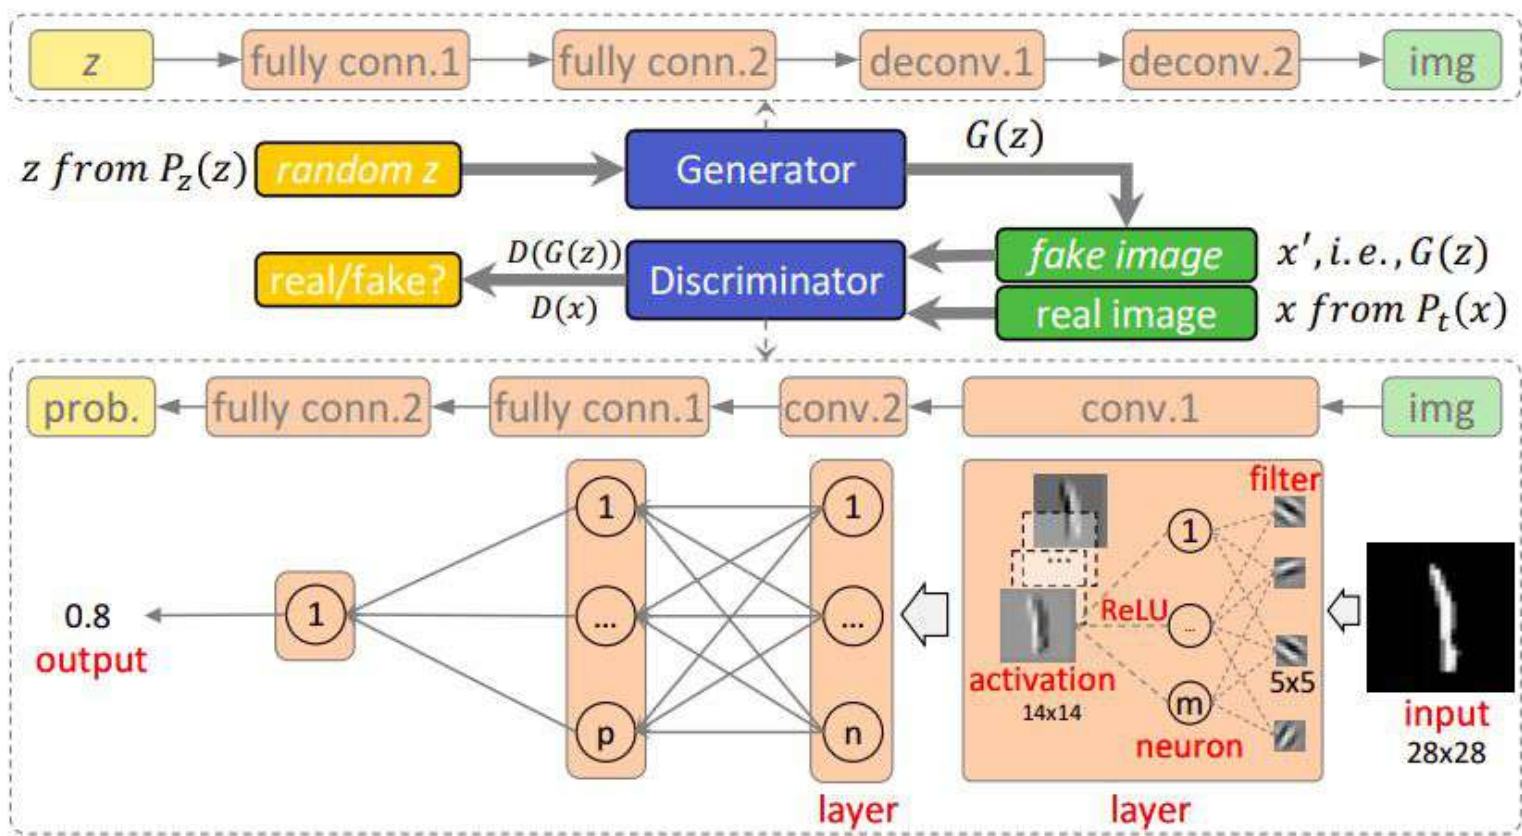 z fully conn.1 fully conn.2 deconv.1 deconv.2 img
G(z)
z from P_z(z) random z Generator
D(G(z)) fake image x', i.e., G(z)
real/fake? Discriminator
D(x) real image x from P_t(x)
prob. fully conn.2 fully conn.1 conv.2 conv.1 img
filter
1 1 1
...
0.8 1 ... ... ReLU ...
output
activation 5x5
14x14
p n m input
neuron 28x28
layer layer